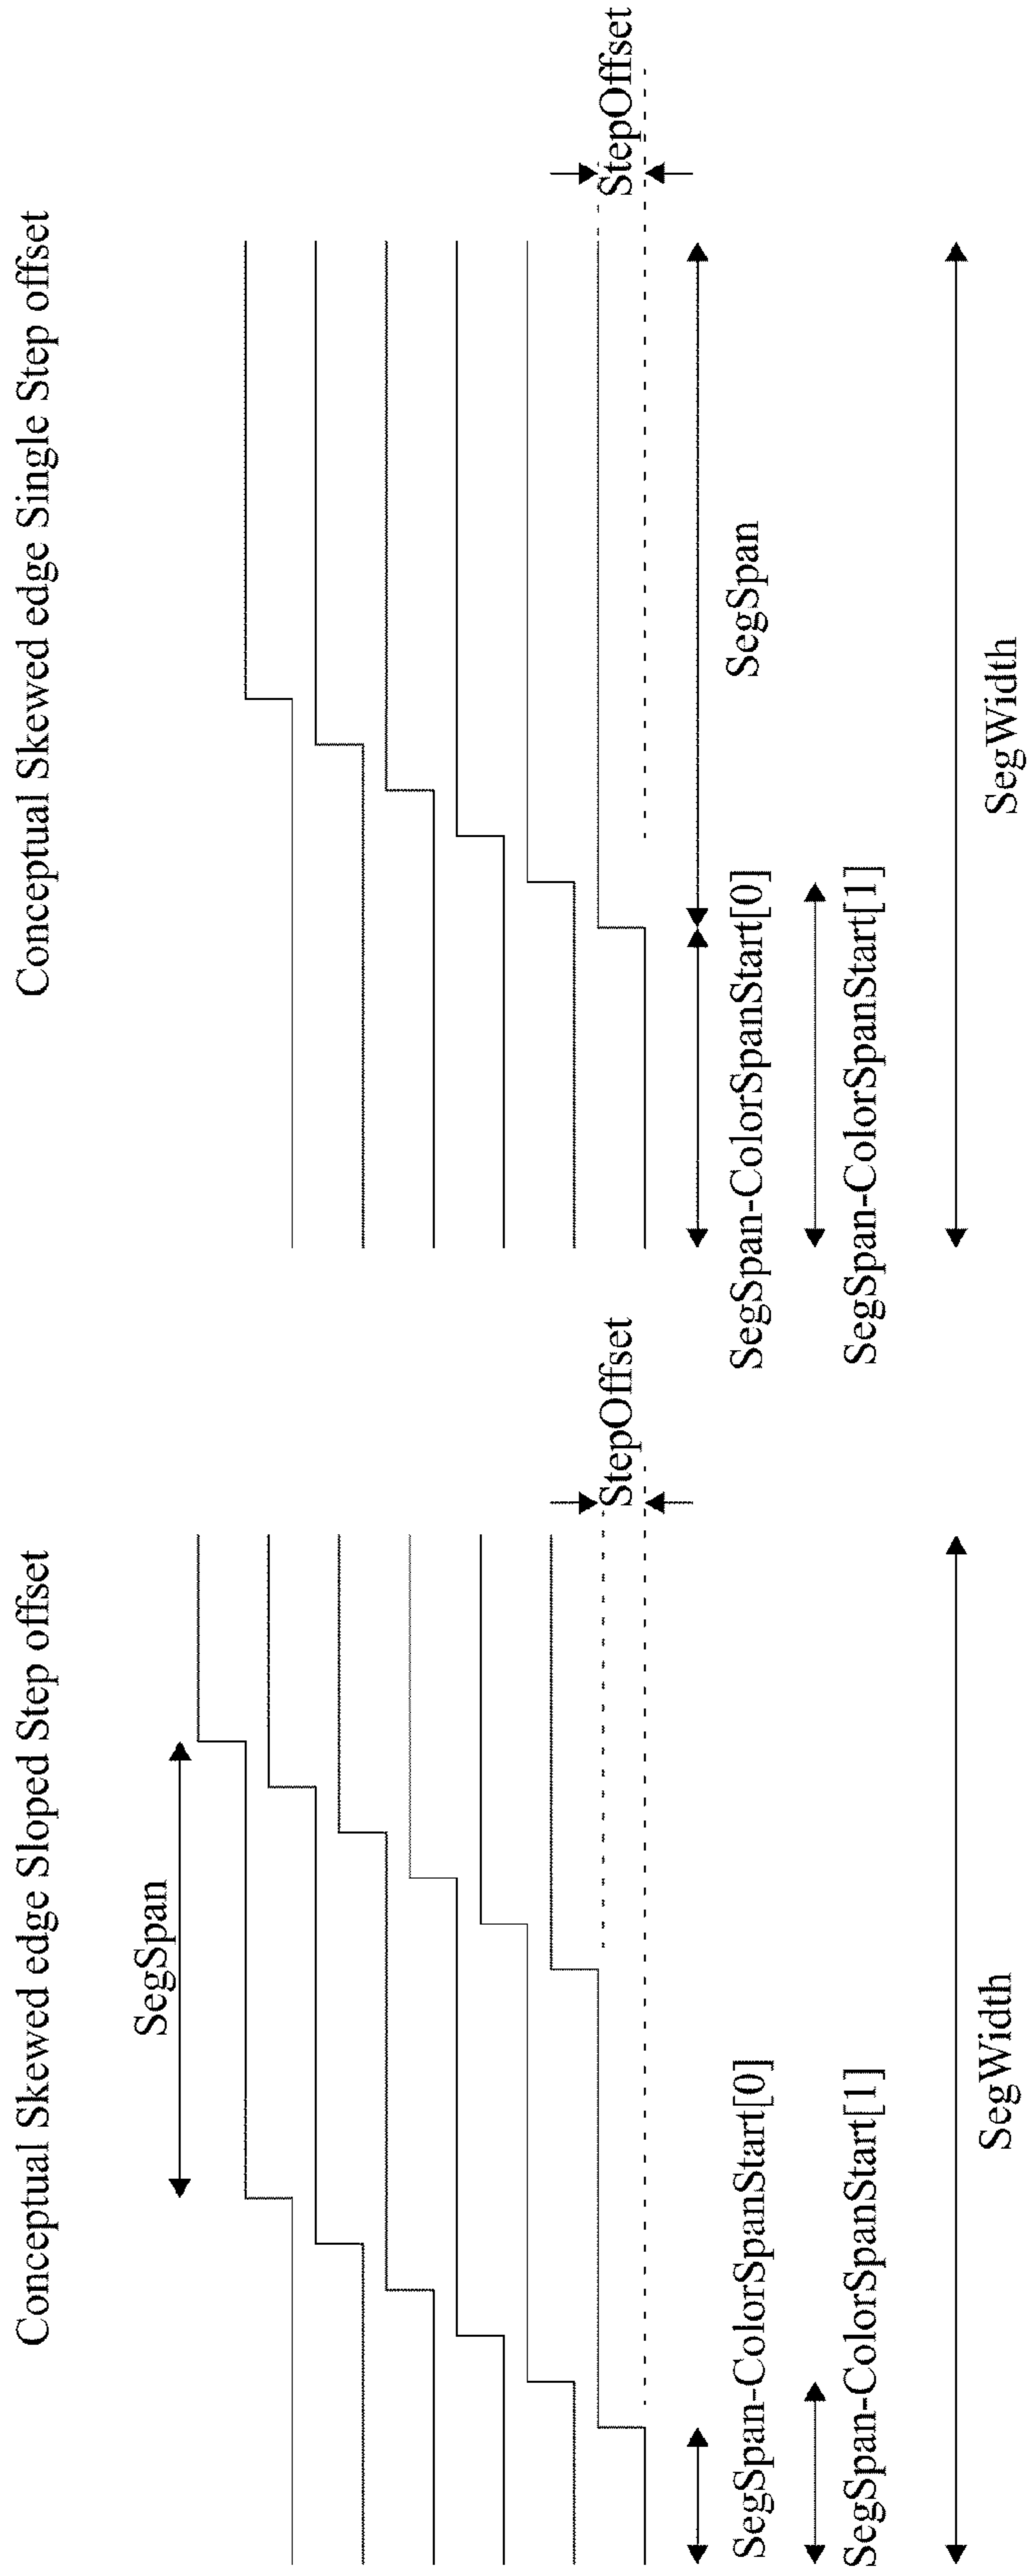 Conceptual Skewed edge Sloped Step offset
SegSpan
StepOffset
SegSpan-ColorSpanStart[0]
SegSpan-ColorSpanStart[1]
SegWidth
Conceptual Skewed edge Single Step offset
StepOffset
SegSpan
SegSpan-ColorSpanStart[0]
SegSpan-ColorSpanStart[1]
SegWidth